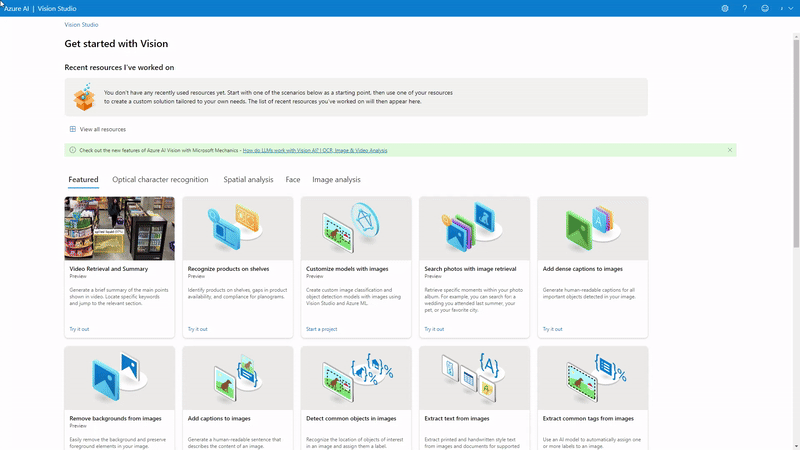 Azure AI | Vision Studio
Vision Studio
Get started with Vision
Recent resources I've worked on
You don't have any recently used resources yet. Start with one of the scenarios below as a starting point, then use one of your resources
to create a custom solution tailored to your own needs. The list of recent resources you've worked on will then appear here.
View all resources
Check out the new features of Azure AI Vision with Microsoft Mechanics - How do LLMs work with Vision AI? | OCR, Image & Video Analysis
Featured Optical character recognition Spatial analysis Face Image analysis
Video Retrieval and Summary
Preview
Generate a brief summary of the main points
shown in video. Locate specific keywords
and jump to the relevant section.
Try it out
Recognize products on shelves
Preview
Identify products on shelves, gaps in product
availability, and compliance for planograms.
Try it out
Customize models with images
Preview
Create custom image classification and
object detection models with images using
Vision Studio and Azure ML.
Start a project
Search photos with image retrieval
Preview
Retrieve specific moments within your photo
album. For example, you can search for: a wedding
you attended last summer, your
pet, or your favorite city.
Try it out
Add dense captions to images
Generate human-readable captions for all
important objects detected in your image.
Try it out
Remove backgrounds from images
Preview
Easily remove the background and preserve
foreground elements in your image.
Add captions to images
Generate a human-readable sentence that
describes the content of an image.
Detect common objects in images
Recognise the location of objects of interest
in an image and assign them a label.
Extract text from images
Extract printed and handwritten style text
from images and documents for supported
Extract common tags from images
Use an AI model to automatically assign one
or more labels to an image.